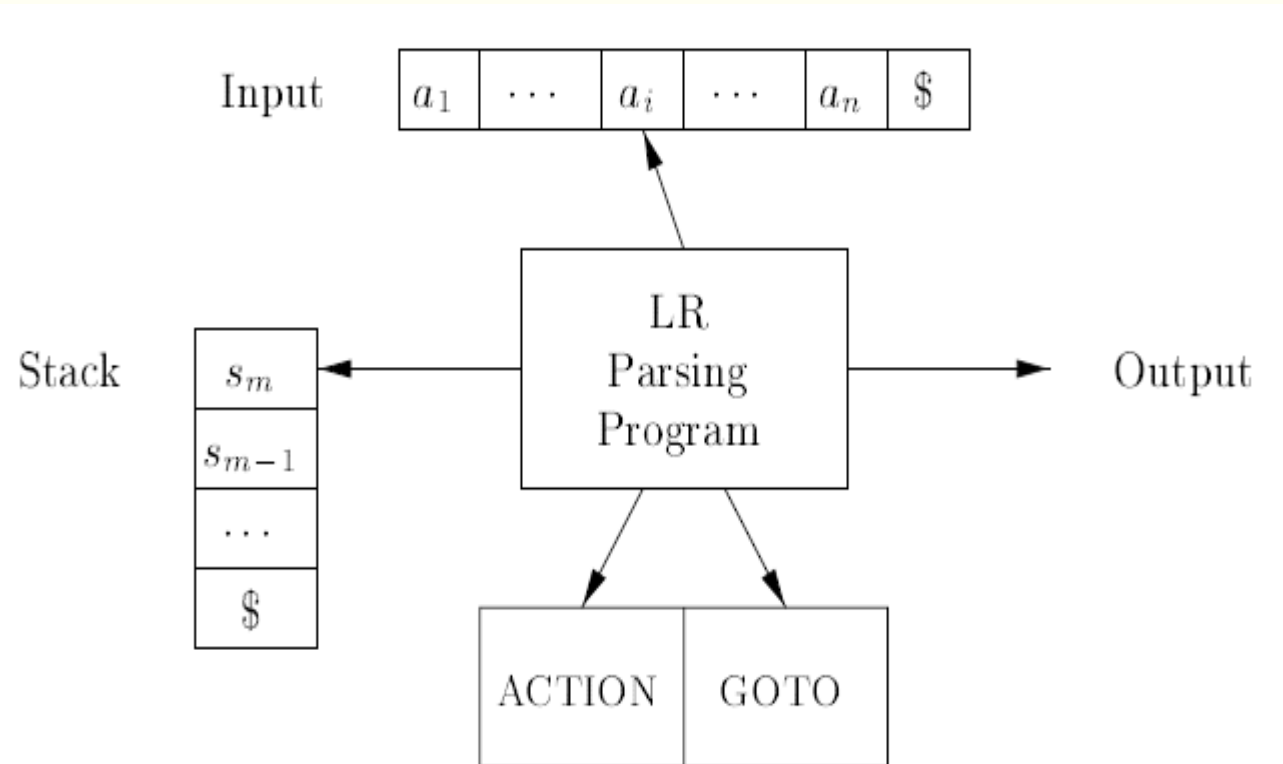 Input a₁ ··· aᵢ ··· aₙ $
LR
Stack sₘ Parsing Output
Program
sₘ₋₁
···
$
ACTION GOTO